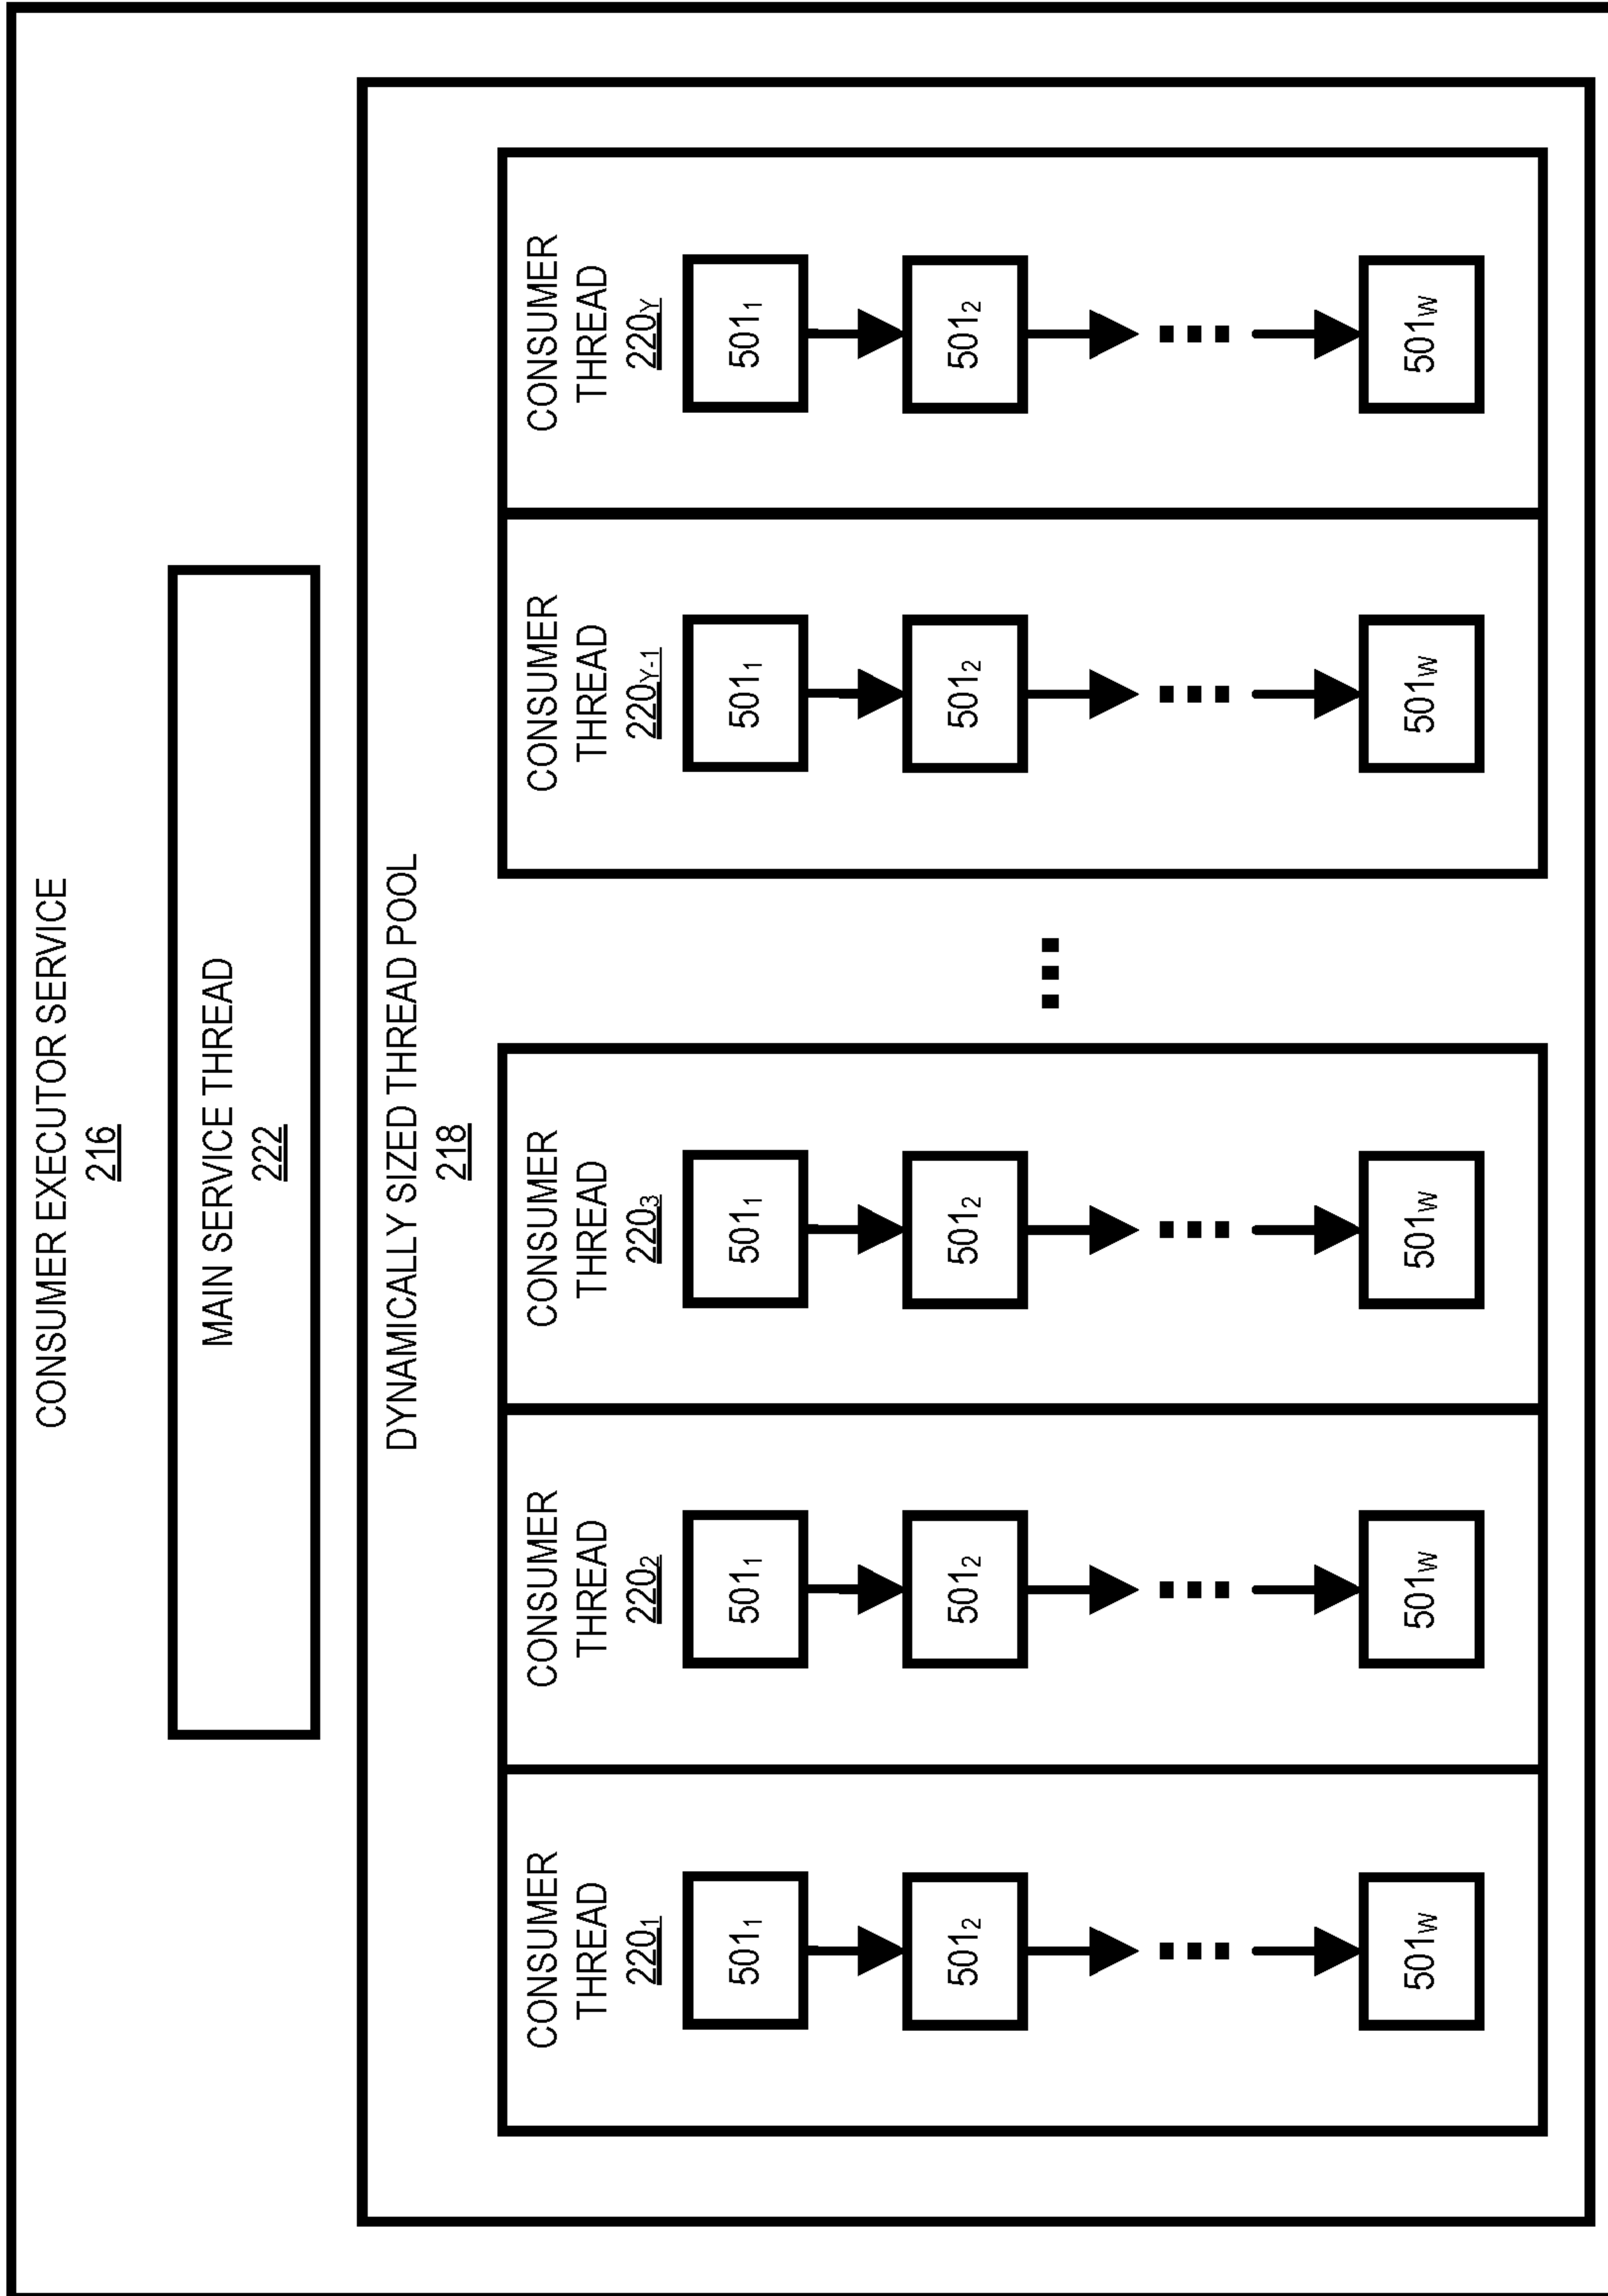 CONSUMER EXECUTOR SERVICE
216
MAIN SERVICE THREAD
222
DYNAMICALLY SIZED THREAD POOL
218
CONSUMER
THREAD
220₁
501₁
501₂
501W
CONSUMER
THREAD
220₂
501₁
501₂
501W
CONSUMER
THREAD
220₃
501₁
501₂
501W
CONSUMER
THREAD
220Y-1
501₁
501₂
501W
CONSUMER
THREAD
220Y
501₁
501₂
501W